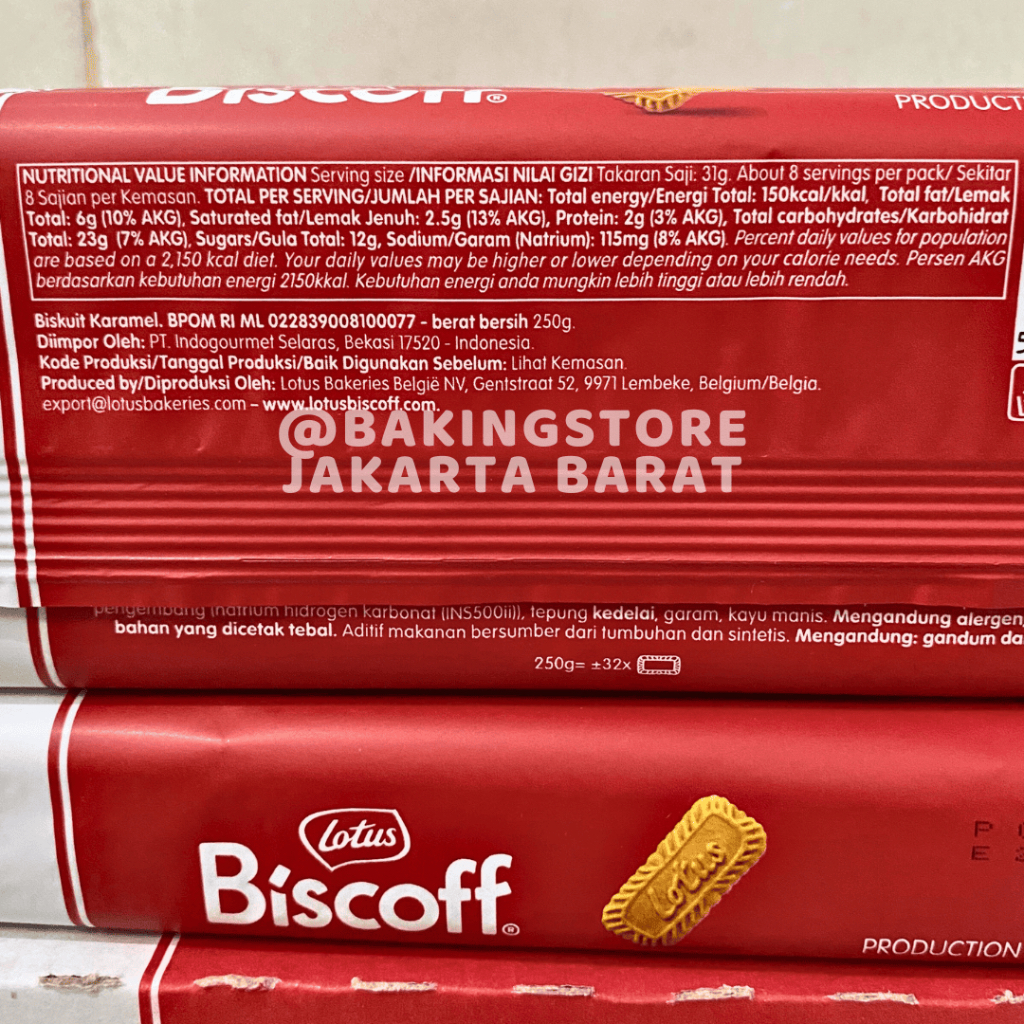 Biscoff®
PRODUCT
NUTRITIONAL VALUE INFORMATION Serving size /INFORMASI NILAI GIZI Takaran Saji: 31g. About 8 servings per pack/ Sekitar
8 Sajian per Kemasan. TOTAL PER SERVING/JUMLAH PER SAJIAN: Total energy/Energi Total: 150kcal/kkal, Total fat/Lemak
Total: 6g (10% AKG), Saturated fat/Lemak Jenuh: 2.5g (13% AKG), Protein: 2g (3% AKG), Total carbohydrates/Karbohidrat
Total: 23g (7% AKG), Sugars/Gula Total: 12g, Sodium/Garam (Natrium): 115mg (8% AKG). Percent daily values for population
are based on a 2,150 kcal diet. Your daily values may be higher or lower depending on your calorie needs. Persen AKG
berdasarkan kebutuhan energi 2150kkal. Kebutuhan energi anda mungkin lebih tinggi atau lebih rendah.
Biskuit Karamel. BPOM RI ML 022839008100077 - berat bersih 250g.
Diimpor Oleh: PT. Indogourmet Selaras, Bekasi 17520 - Indonesia.
Kode Produksi/Tanggal Produksi/Baik Digunakan Sebelum: Lihat Kemasan.
Produced by/Diproduksi Oleh: Lotus Bakeries België NV, Gentstraat 52, 9971 Lembeke, Belgium/Belgia.
export@lotusbakeries.com – www.lotusbiscoff.com.
@BAKINGSTORE
JAKARTA BARAT
pengembang (natrium hidrogen karbonat (INS500ii)), tepung kedelai, garam, kayu manis. Mengandung alergen,
bahan yang dicetak tebal. Aditif makanan bersumber dari tumbuhan dan sintetis. Mengandung: gandum da
250g= ±32x
Lotus
Biscoff®
Lotus
P
E
PRODUCTION